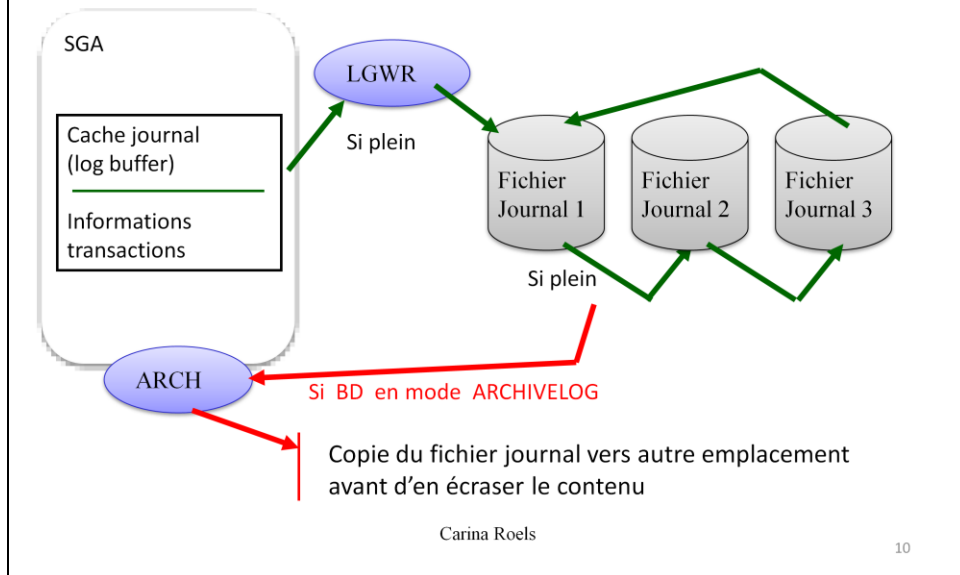 SGA
LGWR
Cache journal
(log buffer)
Si plein
Informations
transactions
Fichier
Journal 1
Fichier
Journal 2
Fichier
Journal 3
Si plein
ARCH
Si BD en mode ARCHIVELOG
Copie du fichier journal vers autre emplacement
avant d’en écraser le contenu
Carina Roels
10